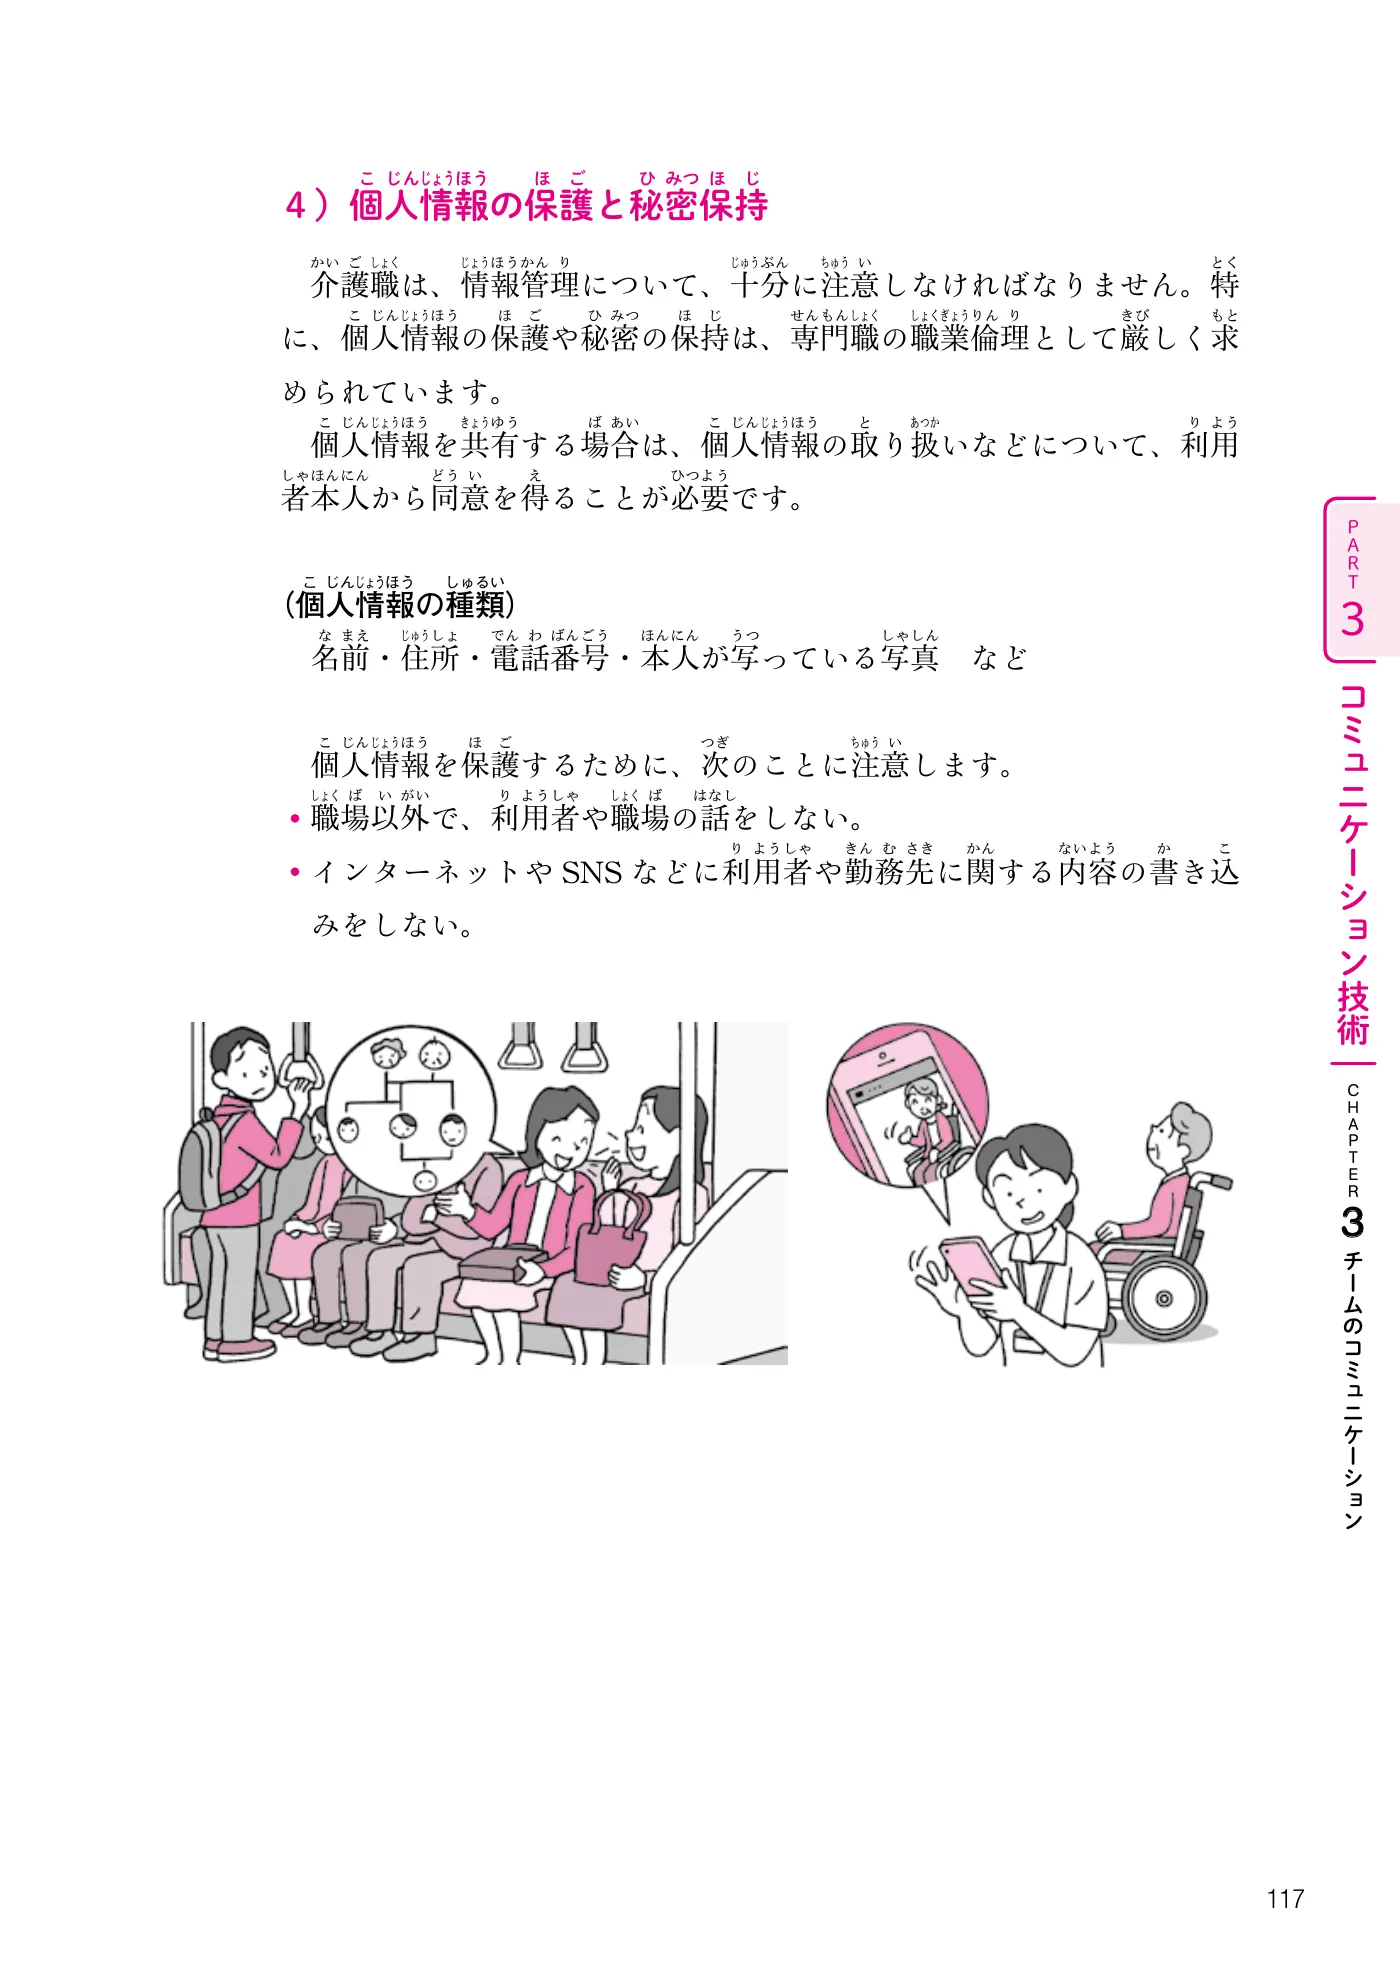 4）個人情報の保護と秘密保持
介護職は、情報管理について、十分に注意しなければなりません。特
に、個人情報の保護や秘密の保持は、専門職の職業倫理として厳しく求
められています。
個人情報を共有する場合は、個人情報の取り扱いなどについて、利用
者本人から同意を得ることが必要です。
（個人情報の種類）
名前・住所・電話番号・本人が写っている写真　など
個人情報を保護するために、次のことに注意します。
•職場以外で、利用者や職場の話をしない。
•インターネットや SNS などに利用者や勤務先に関する内容の書き込
みをしない。
PART
3
コミュニケーション技術
CHAPTER
3
チームのコミュニケーション
117